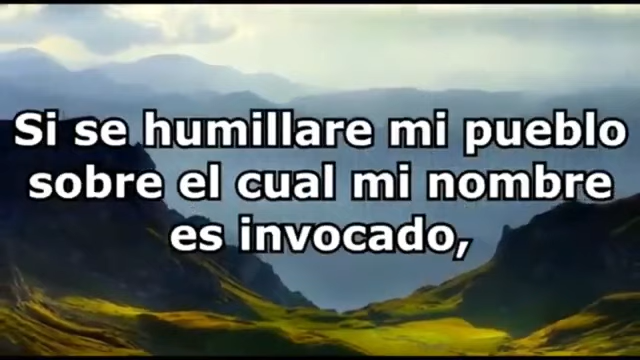 Si se humillare mi pueblo
sobre el cual mi nombre
es invocado,